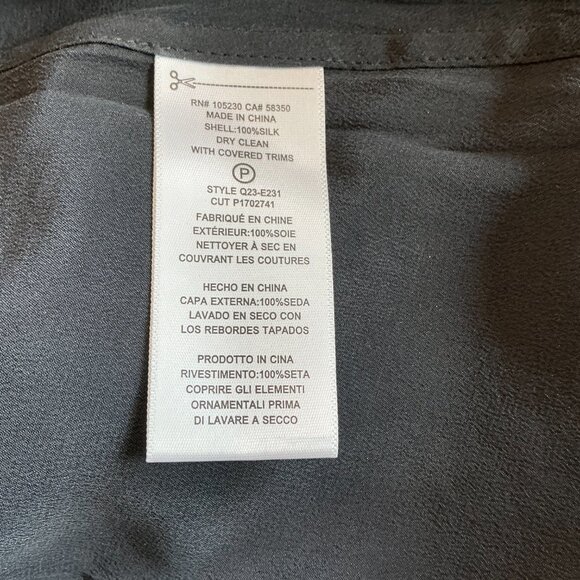 RN# 105230 CA# 58350
MADE IN CHINA
SHELL:100%SILK
DRY CLEAN
WITH COVERED TRIMS
P
STYLE Q23-E231
CUT P1702741
FABRIQUÉ EN CHINE
EXTÉRIEUR:100%SOIE
NETTOYER À SEC EN
COUVRANT LES COUTURES
HECHO EN CHINA
CAPA EXTERNA:100%SEDA
LAVADO EN SECO CON
LOS REBORDES TAPADOS
PRODOTTO IN CINA
RIVESTIMENTO:100%SETA
COPRIRE GLI ELEMENTI
ORNAMENTALI PRIMA
DI LAVARE A SECCO